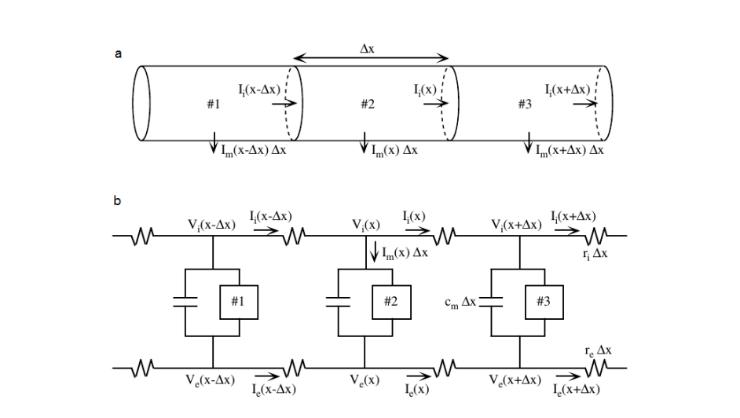 a
Δx
I_i(x-Δx) I_i(x) I_i(x+Δx)
#1 #2 #3
I_m(x-Δx) Δx I_m(x) Δx I_m(x+Δx) Δx
b
V_i(x-Δx) I_i(x-Δx) V_i(x) I_i(x) V_i(x+Δx) I_i(x+Δx)
I_m(x) Δx r_i Δx
#1 #2 c_m Δx #3
r_e Δx
V_e(x-Δx) I_e(x-Δx) V_e(x) I_e(x) V_e(x+Δx) I_e(x+Δx)